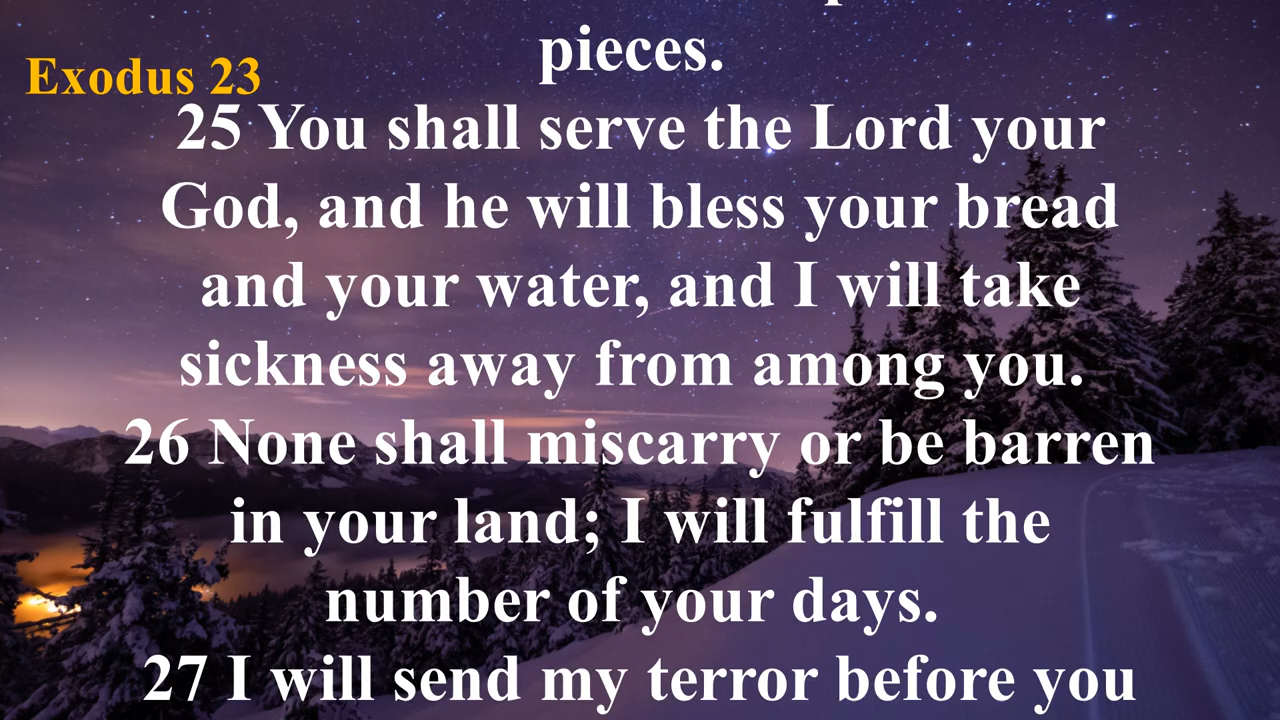 pieces.
Exodus 23
25 You shall serve the Lord your
God, and he will bless your bread
and your water, and I will take
sickness away from among you.
26 None shall miscarry or be barren
in your land; I will fulfill the
number of your days.
27 I will send my terror before you